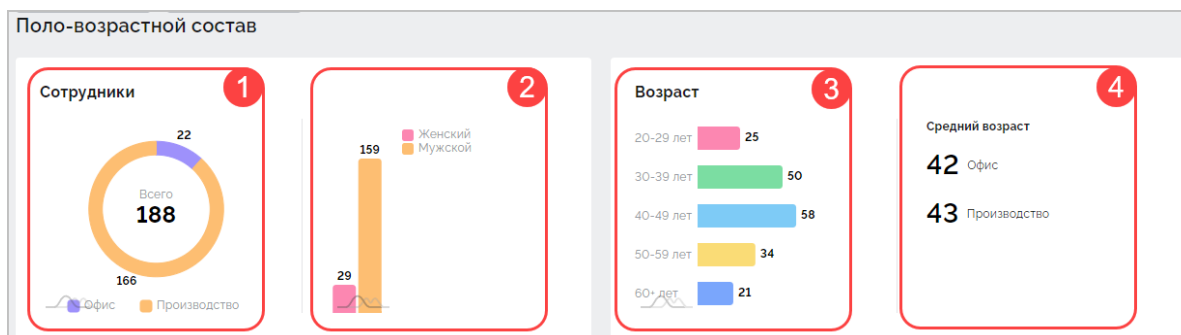 Поло-возрастной состав
1
Сотрудники
22
Всего
188
166
Офис
Производство
2
Женский
Мужской
159
29
3
Возраст
20-29 лет 25
30-39 лет 50
40-49 лет 58
50-59 лет 34
60+ лет 21
4
Средний возраст
42 Офис
43 Производство